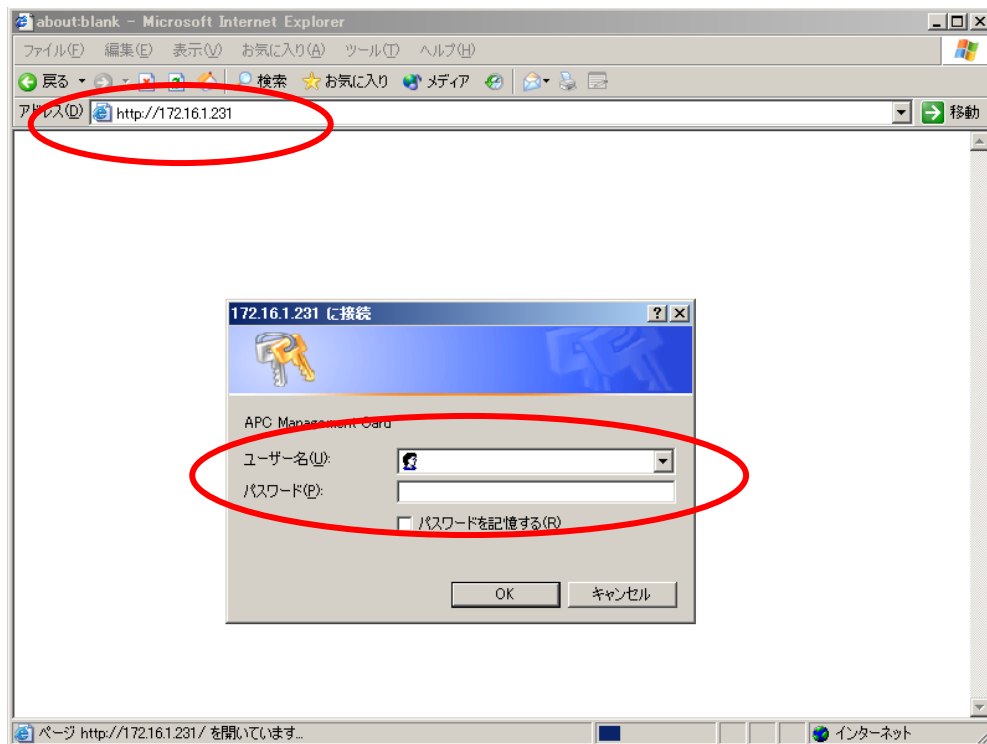 about:blank - Microsoft Internet Explorer
ファイル(F) 編集(E) 表示(V) お気に入り(A) ツール(T) ヘルプ(H)
戻る 検索 お気に入り メディア
アドレス(D) http://172.16.1.231 移動
172.16.1.231 に接続
APC Management Card
ユーザー名(U):
パスワード(P):
パスワードを記憶する(R)
OK キャンセル
ページ http://172.16.1.231/ を開いています... インターネット